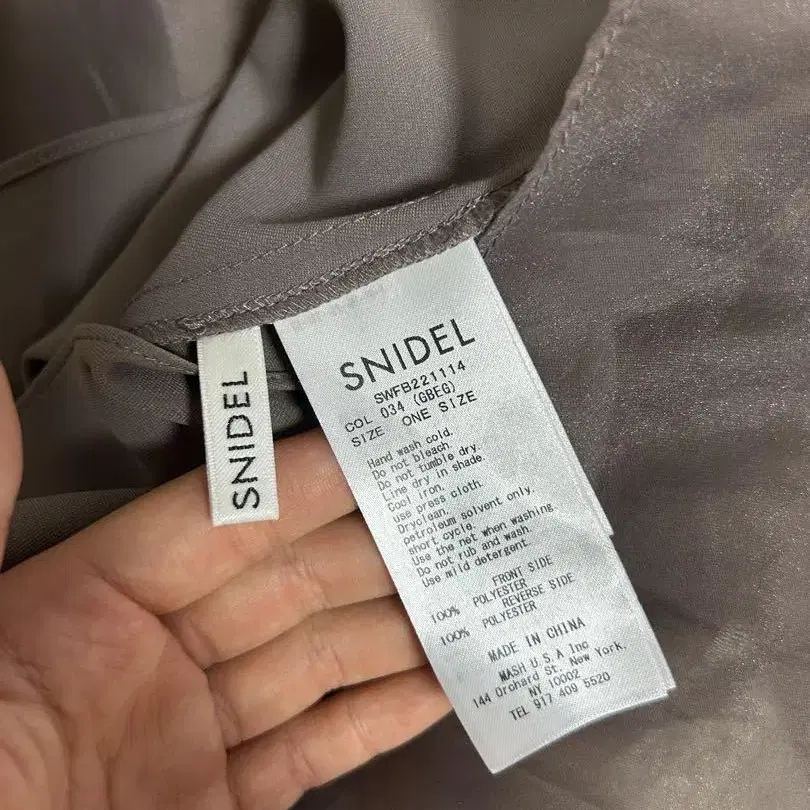 SNIDEL
SNIDEL
SWFB221114
COL 034 (GBEG)
SIZE ONE SIZE
Hand wash cold.
Do not bleach.
Do not tumble dry.
Line dry in shade.
Cool iron.
use press cloth.
Dryclean.
petroleum solvent only.
short cycle.
Use the net when washing.
Do not rub and wash.
Use mild detergent.
FRONT SIDE
100% POLYESTER
REVERSE SIDE
100% POLYESTER
MADE IN CHINA
MASH U.S.A Inc
144 Orchard St, New York.
NY 10002
TEL 917 409 5520